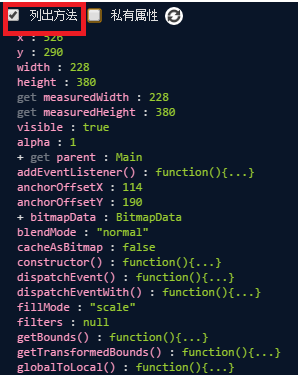 列出方法 私有属性
x : 526
y : 290
width : 228
height : 380
get measuredWidth : 228
get measuredHeight : 380
visible : true
alpha : 1
+ get parent : Main
addEventListener() : function(){...}
anchorOffsetX : 114
anchorOffsetY : 190
+ bitmapData : BitmapData
blendMode : "normal"
cacheAsBitmap : false
constructor() : function(){...}
dispatchEvent() : function(){...}
dispatchEventWith() : function(){...}
fillMode : "scale"
filters : null
getBounds() : function(){...}
getTransformedBounds() : function(){...}
globalToLocal() : function(){...}